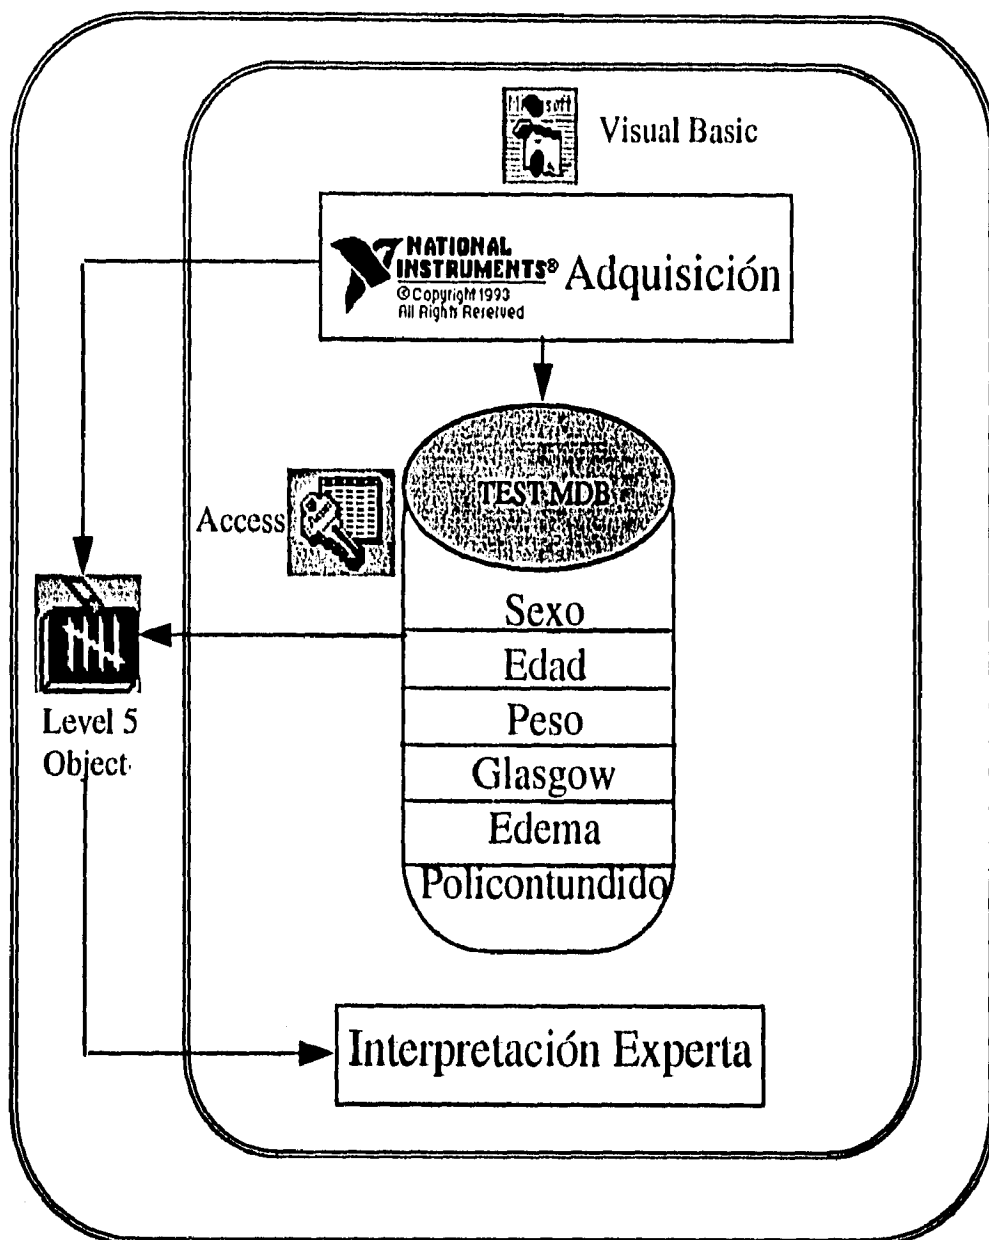 Microsoft
Visual Basic
NATIONAL
INSTRUMENTS®
© Copyright 1993
All Rights Reserved
Adquisición
TEST.MDB
Access
Sexo
Edad
Peso
Glasgow
Edema
Policontundido
Level 5
Object
Interpretación Experta